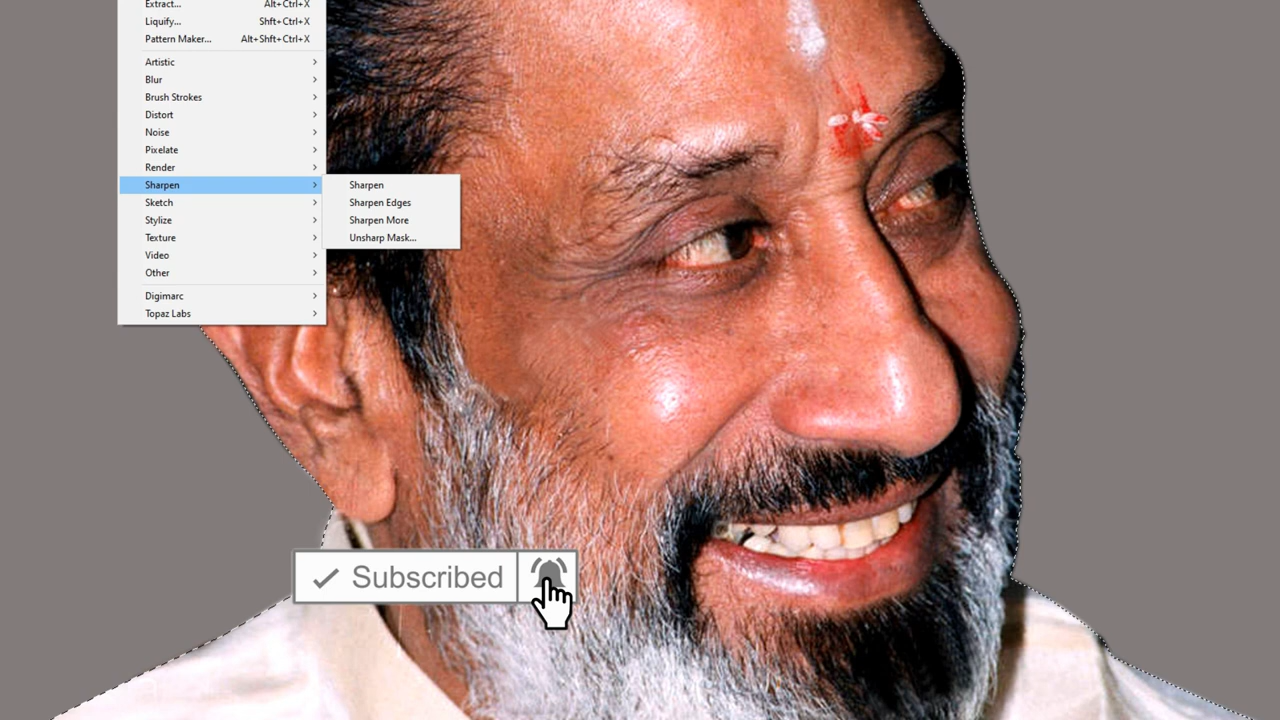 Extract... Alt+Ctrl+X
Liquify... Shft+Ctrl+X
Pattern Maker... Alt+Shft+Ctrl+X
Artistic
Blur
Brush Strokes
Distort
Noise
Pixelate
Render
Sharpen
Sketch
Stylize
Texture
Video
Other
Digimarc
Topaz Labs
Sharpen
Sharpen Edges
Sharpen More
Unsharp Mask...
Subscribed